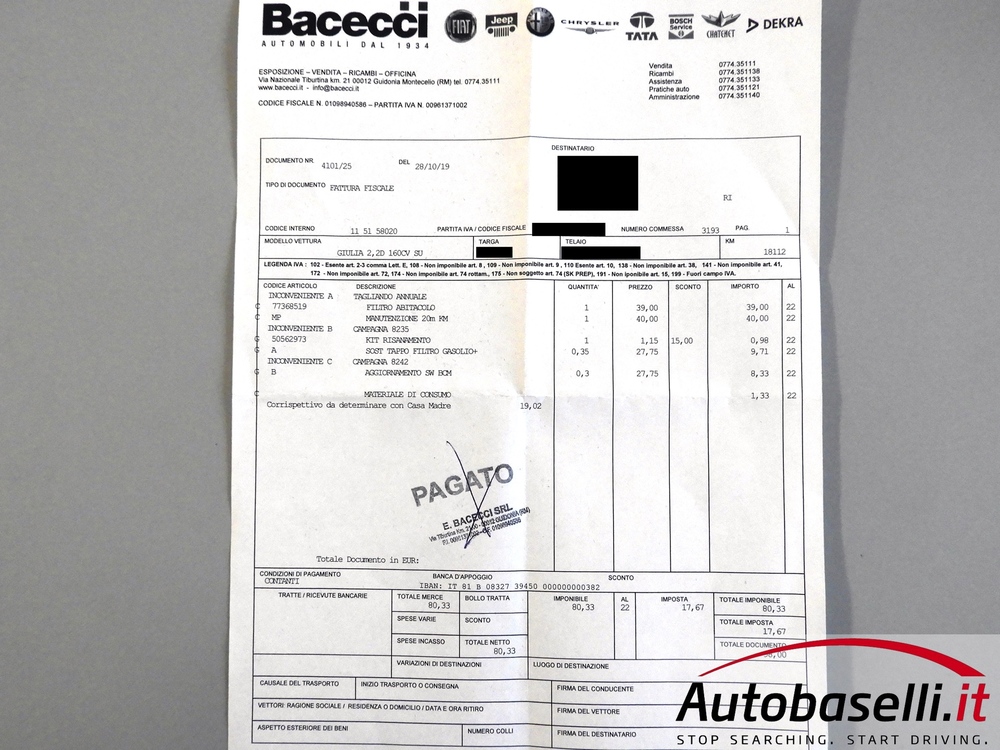 Bacecci
AUTOMOBILI DAL 1934
FIAT
Jeep
CHRYSLER
TATA
BOSCH
Service
CHATENET
DEKRA
ESPOSIZIONE – VENDITA – RICAMBI – OFFICINA
Via Nazionale Tiburtina km. 21 00012 Guidonia Montecelio (RM) tel. 0774.35111
www.bacecci.it - info@bacecci.it
CODICE FISCALE N. 01098940586 – PARTITA IVA N. 00961371002
Vendita 0774.35111
Ricambi 0774.351138
Assistenza 0774.351133
Pratiche auto 0774.351121
Amministrazione 0774.351140
DOCUMENTO NR. 4101/25 DEL 28/10/19
DESTINATARIO
TIPO DI DOCUMENTO FATTURA FISCALE
RI
CODICE INTERNO 11 51 58020 PARTITA IVA / CODICE FISCALE NUMERO COMMESSA 3193 PAG. 1
MODELLO VETTURA TARGA TELAIO KM
GIULIA 2,2D 160CV SU 18112
LEGENDA IVA : 102 - Esente art. 2-3 comma Lett. E, 108 - Non imponibile art. 8 , 109 - Non imponibile art. 9 , 110 Esente art. 10, 138 - Non imponibile art. 38, 141 - Non imponibile art. 41,
172 - Non imponibile art. 72, 174 - Non imponibile art. 74 rottam., 175 - Non soggetto art. 74 (SK PREP), 191 - Non iponibile art. 15, 199 - Fuori campo IVA.
CODICE ARTICOLO DESCRIZIONE QUANTITA' PREZZO SCONTO IMPORTO AL
INCONVENIENTE A TAGLIANDO ANNUALE
C 77368519 FILTRO ABITACOLO 1 39,00 39,00 22
C MP MANUTENZIONE 20m KM 1 40,00 40,00 22
INCONVENIENTE B CAMPAGNA 8235
G 50562973 KIT RISANAMENTO 1 1,15 15,00 0,98 22
G A SOST TAPPO FILTRO GASOLIO+ 0,35 27,75 9,71 22
INCONVENIENTE C CAMPAGNA 8242
G B AGGIORNAMENTO SW BCM 0,3 27,75 8,33 22
C MATERIALE DI CONSUMO 1,33 22
Corrispettivo da determinare con Casa Madre 19,02
PAGATO
E. BACECCI SRL
Via Tiburtina Km. 21,00 - 00012 GUIDONIA (RM)
Totale Documento in EUR:
CONDIZIONI DI PAGAMENTO BANCA D'APPOGGIO SCONTO
CONTANTI IBAN: IT 81 B 08327 39450 000000000382
TRATTE / RICEVUTE BANCARIE TOTALE MERCE BOLLO TRATTA IMPONIBILE AL IMPOSTA TOTALE IMPONIBILE
80,33 80,33 22 17,67 80,33
SPESE VARIE SCONTO TOTALE IMPOSTA
17,67
SPESE INCASSO TOTALE NETTO TOTALE DOCUMENTO
80,33
VARIAZIONI DI DESTINAZIONI LUOGO DI DESTINAZIONE
CAUSALE DEL TRASPORTO INIZIO TRASPORTO O CONSEGNA FIRMA DEL CONDUCENTE
VETTORI: RAGIONE SOCIALE / RESIDENZA O DOMICILIO / DATA E ORA RITIRO FIRMA DEL VETTORE
ASPETTO ESTERIORE DEI BENI NUMERO COLLI FIRMA DEL DESTINATARIO
Autobaselli.it
STOP SEARCHING. START DRIVING.